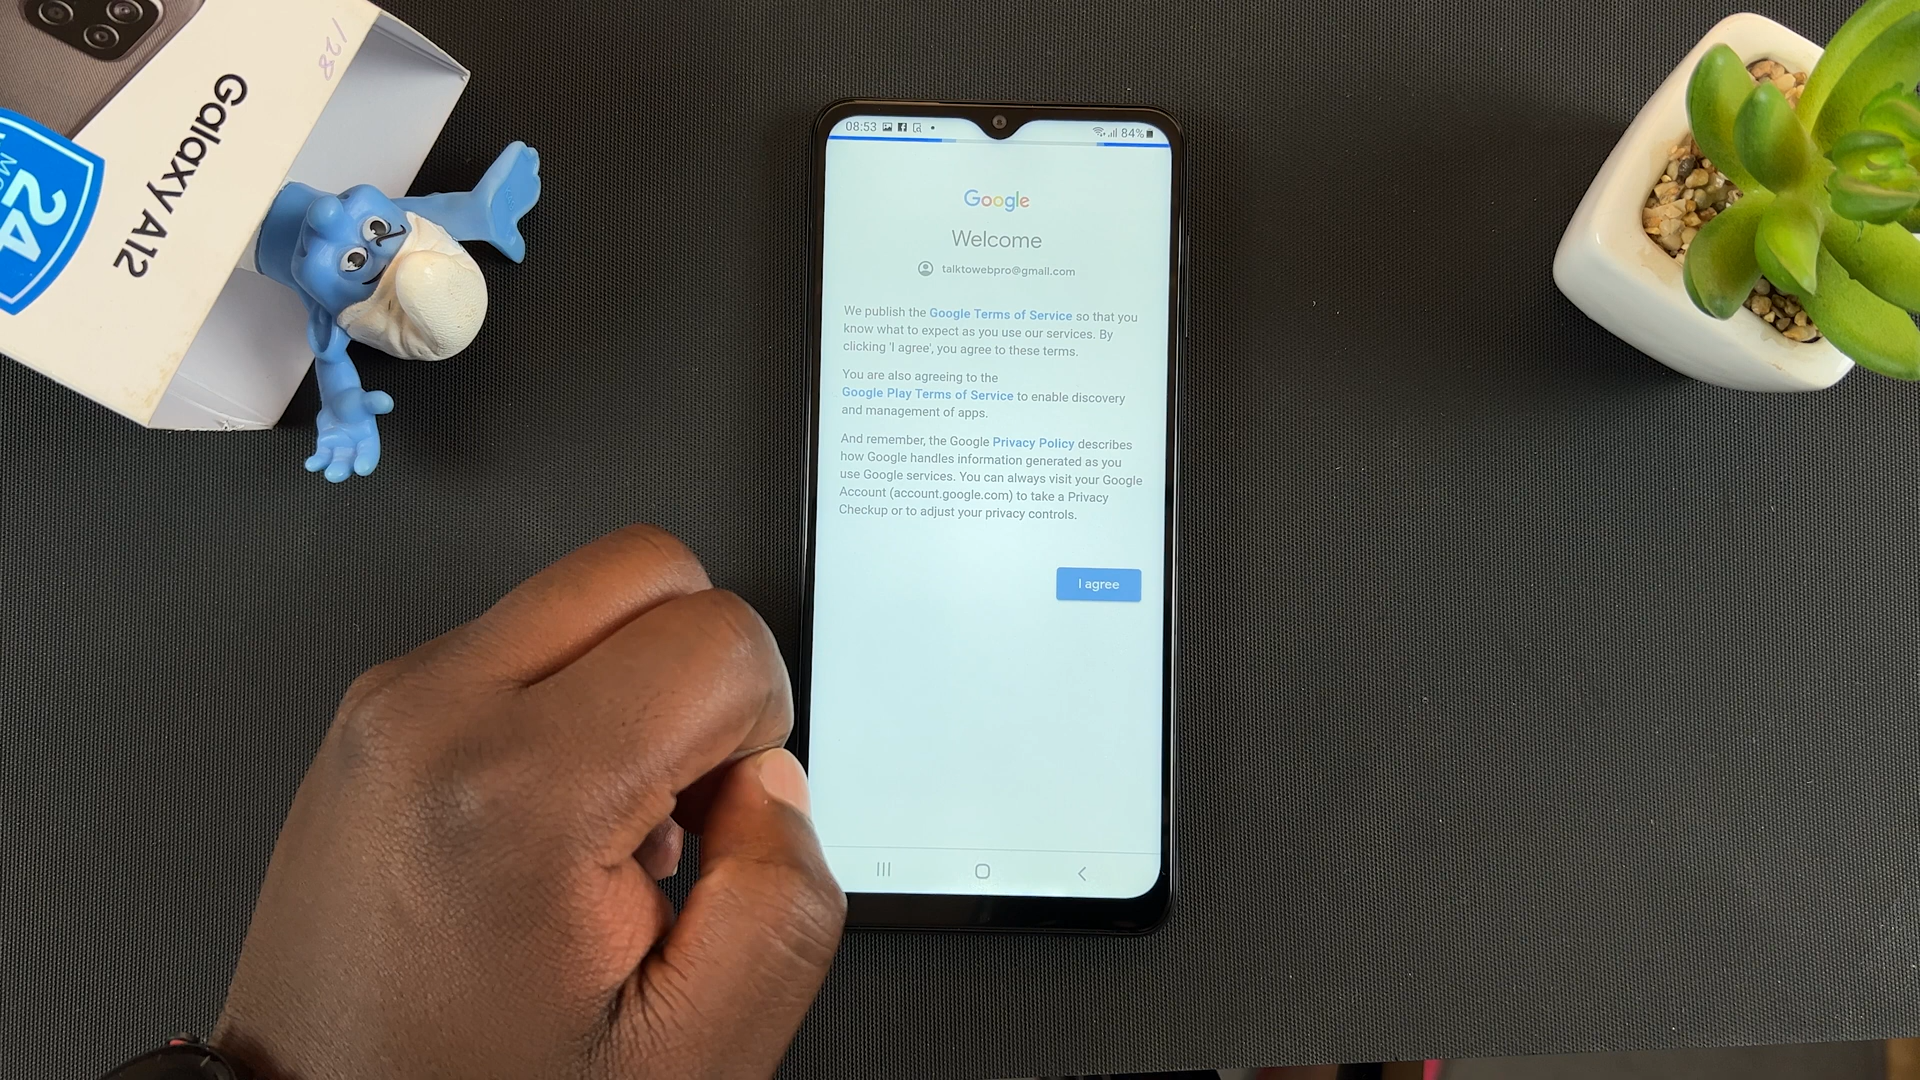 128
Galaxy A12
24
08:53
84%
Google
Welcome
talktowebpro@gmail.com
We publish the Google Terms of Service so that you
know what to expect as you use our services. By
clicking 'I agree', you agree to these terms.
You are also agreeing to the
Google Play Terms of Service to enable discovery
and management of apps.
And remember, the Google Privacy Policy describes
how Google handles information generated as you
use Google services. You can always visit your Google
Account (account.google.com) to take a Privacy
Checkup or to adjust your privacy controls.
I agree